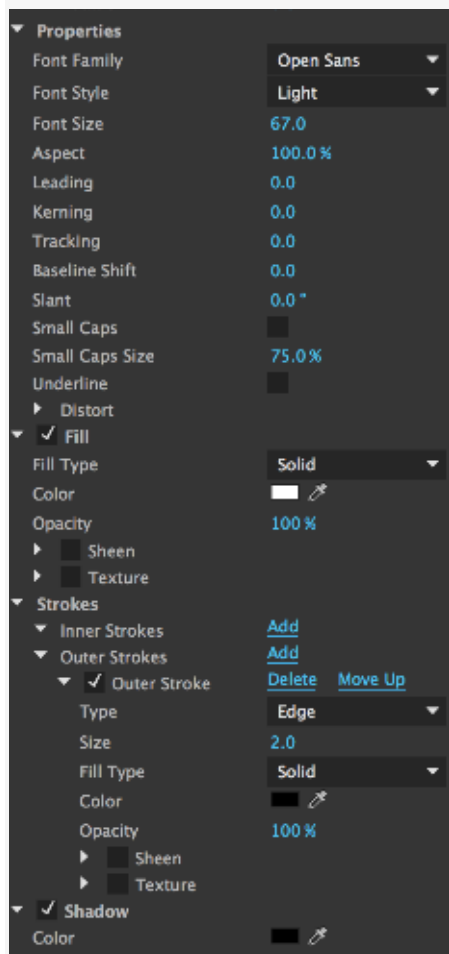 Properties
Font Family Open Sans
Font Style Light
Font Size 67.0
Aspect 100.0 %
Leading 0.0
Kerning 0.0
Tracking 0.0
Baseline Shift 0.0
Slant 0.0 °
Small Caps
Small Caps Size 75.0 %
Underline
Distort
Fill
Fill Type Solid
Color
Opacity 100 %
Sheen
Texture
Strokes
Inner Strokes Add
Outer Strokes Add
Outer Stroke Delete Move Up
Type Edge
Size 2.0
Fill Type Solid
Color
Opacity 100 %
Sheen
Texture
Shadow
Color